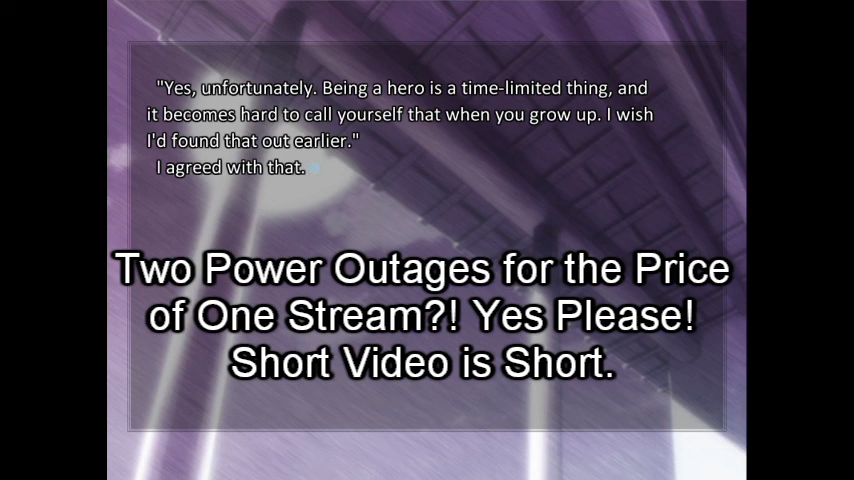 "Yes, unfortunately. Being a hero is a time-limited thing, and
it becomes hard to call yourself that when you grow up. I wish
I'd found that out earlier."
I agreed with that.
Two Power Outages for the Price
of One Stream?! Yes Please!
Short Video is Short.